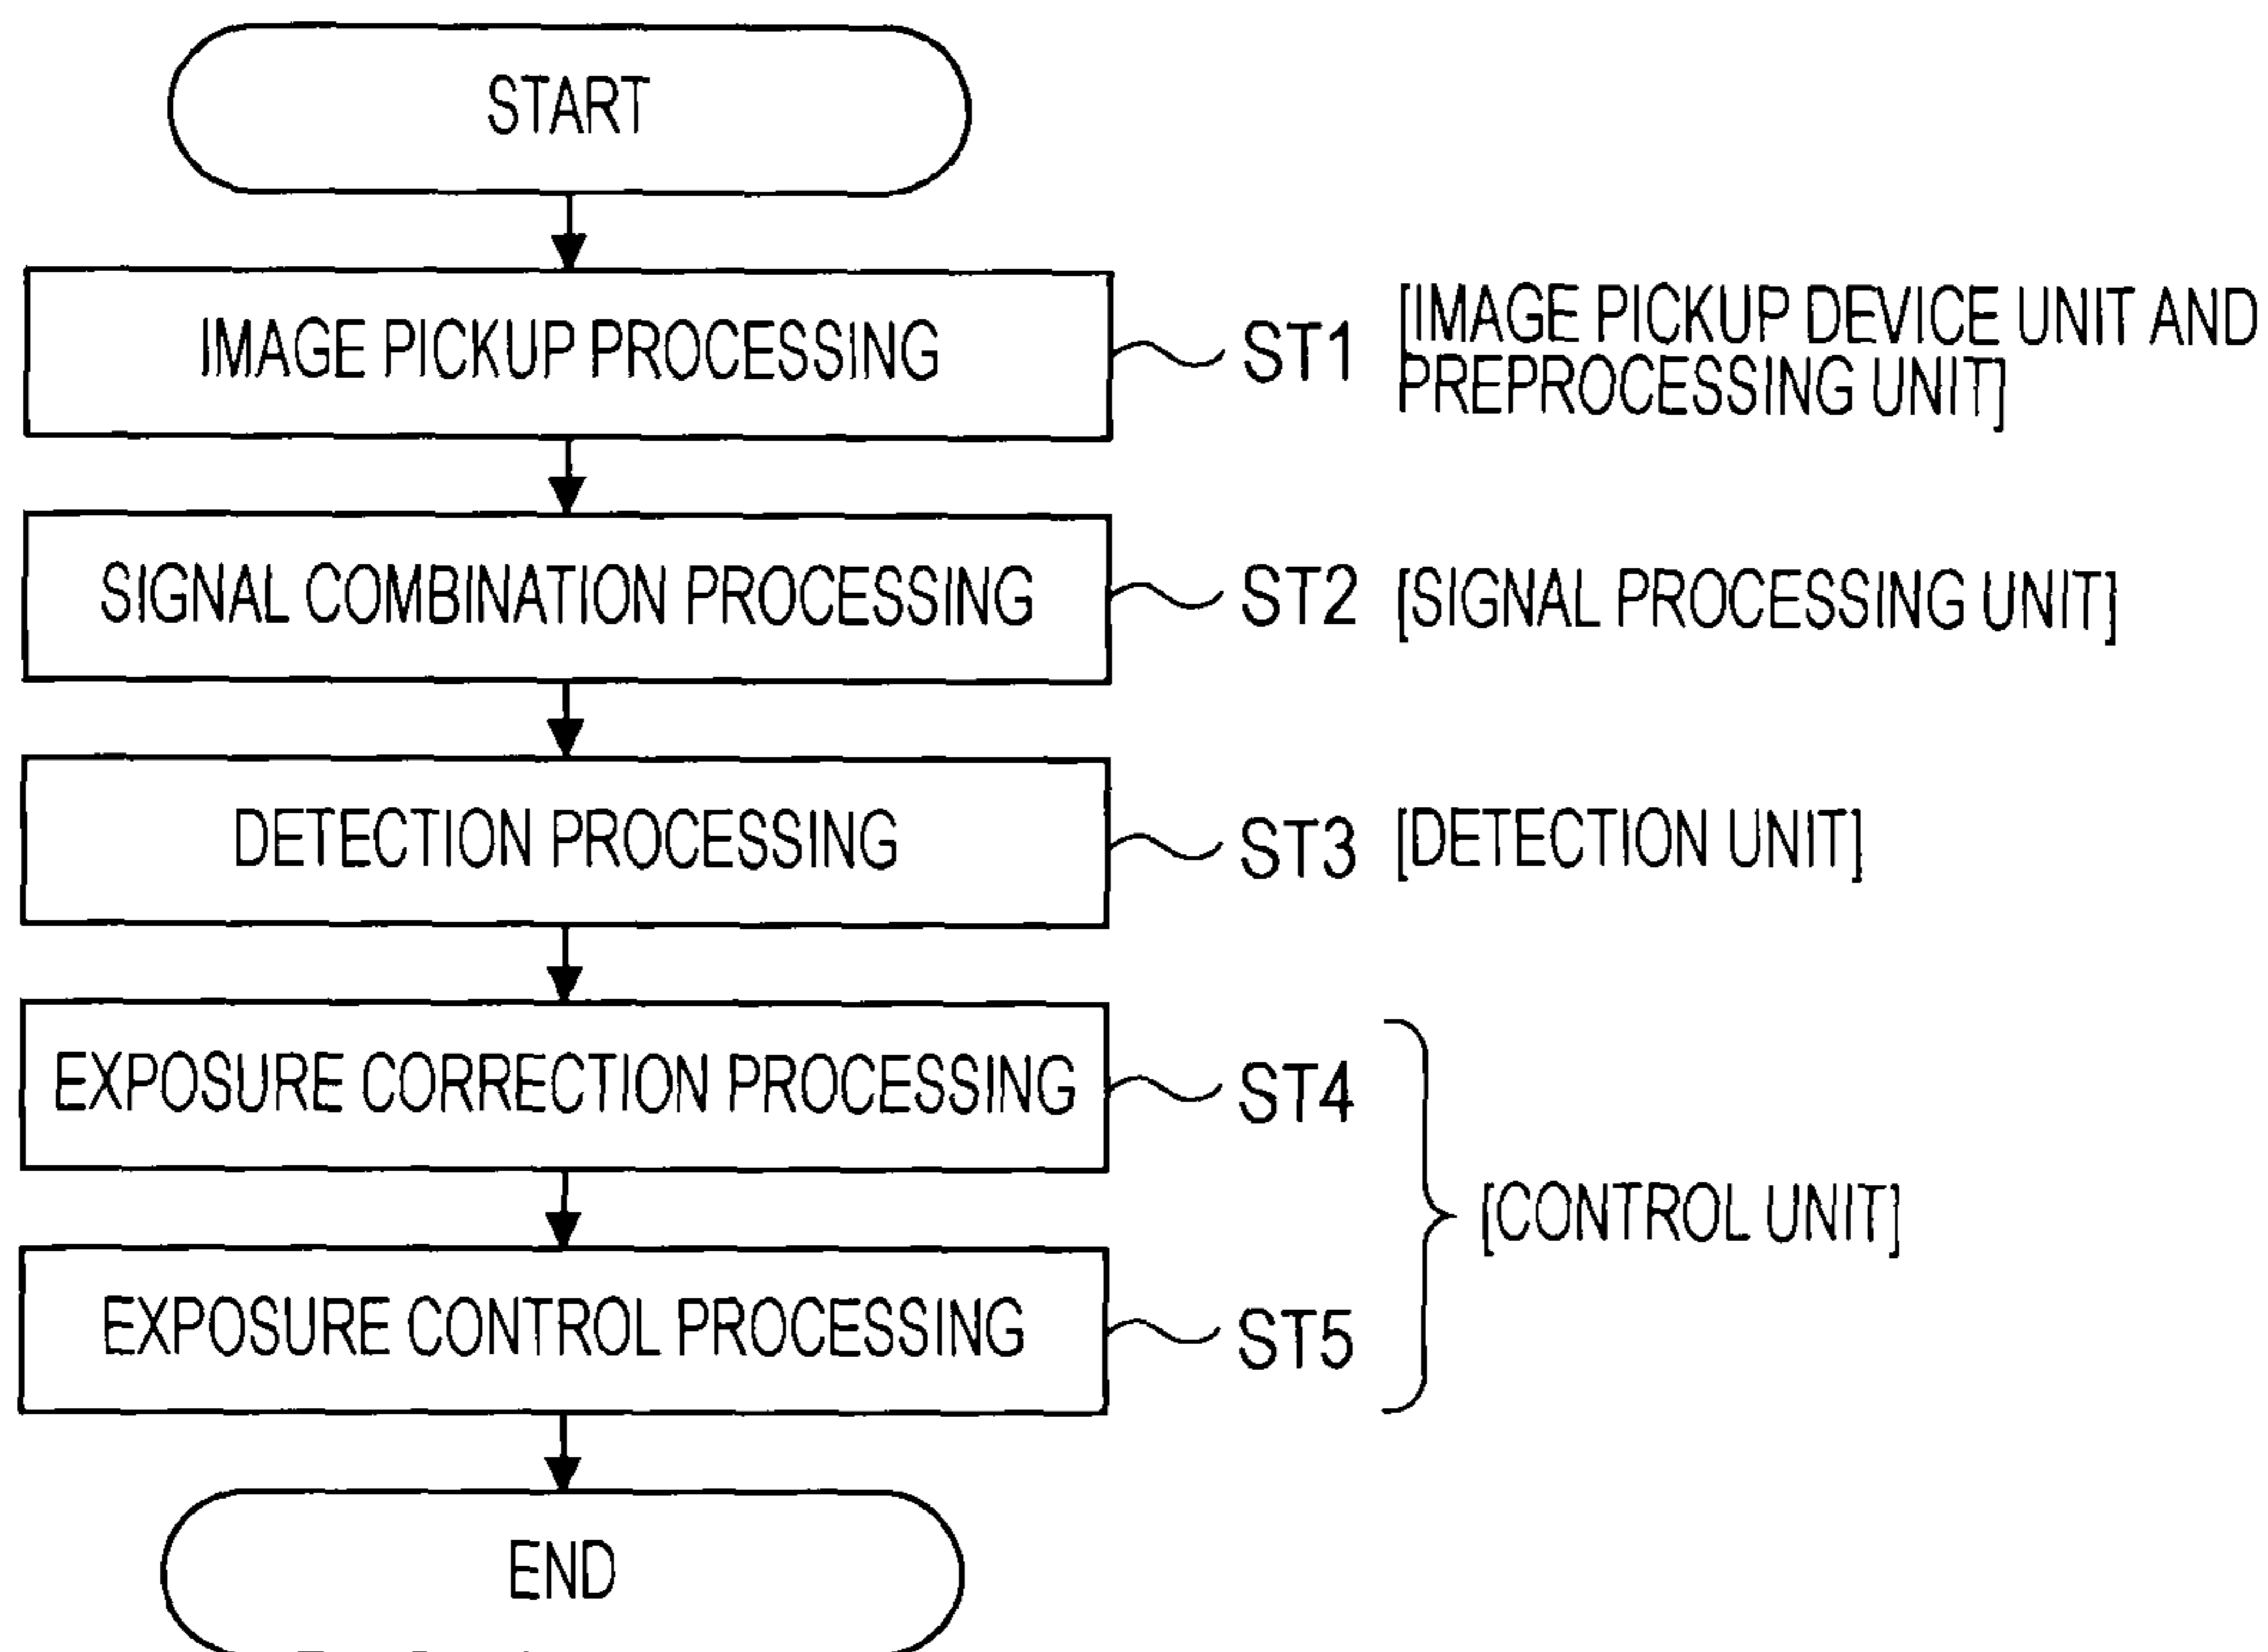 START
IMAGE PICKUP PROCESSING
ST1
[IMAGE PICKUP DEVICE UNIT AND
PREPROCESSING UNIT]
SIGNAL COMBINATION PROCESSING
ST2
[SIGNAL PROCESSING UNIT]
DETECTION PROCESSING
ST3
[DETECTION UNIT]
EXPOSURE CORRECTION PROCESSING
ST4
[CONTROL UNIT]
EXPOSURE CONTROL PROCESSING
ST5
END